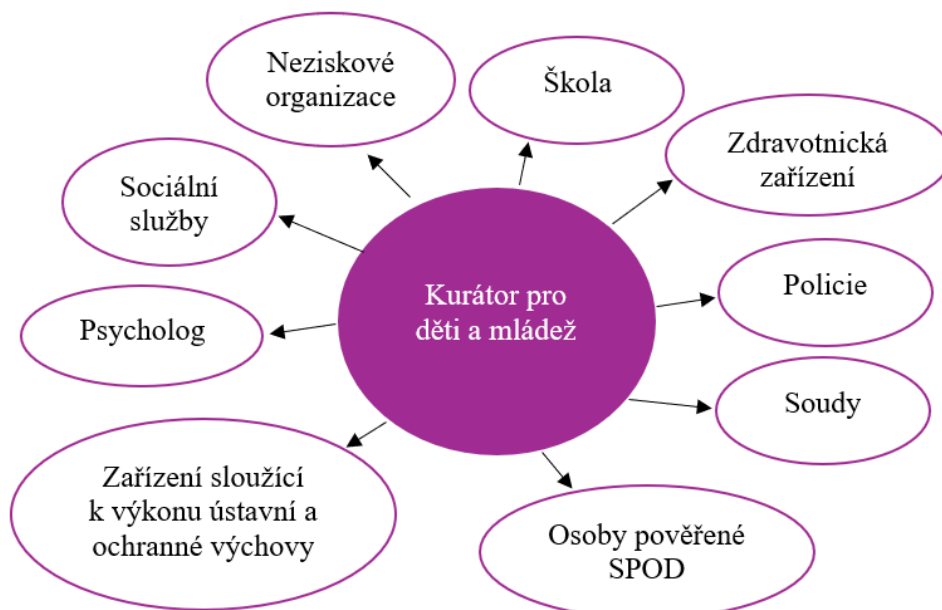 Neziskové
organizace
Škola
Zdravotnická
zařízení
Sociální
služby
Policie
Kurátor pro
děti a mládež
Psycholog
Soudy
Zařízení sloužící
k výkonu ústavní a
ochranné výchovy
Osoby pověřené
SPOD